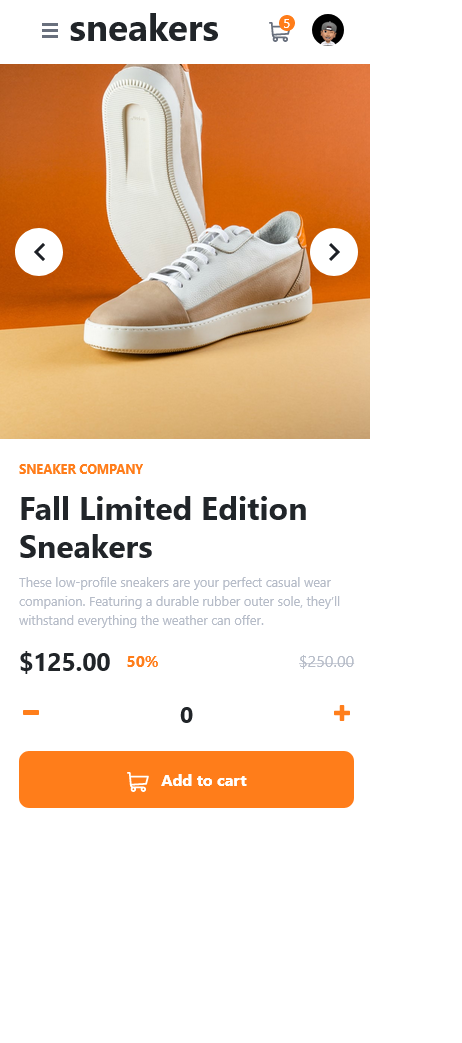 sneakers
5
SNEAKER COMPANY
Fall Limited Edition
Sneakers
These low-profile sneakers are your perfect casual wear
companion. Featuring a durable rubber outer sole, they'll
withstand everything the weather can offer.
$125.00 50% $250.00
0
Add to cart